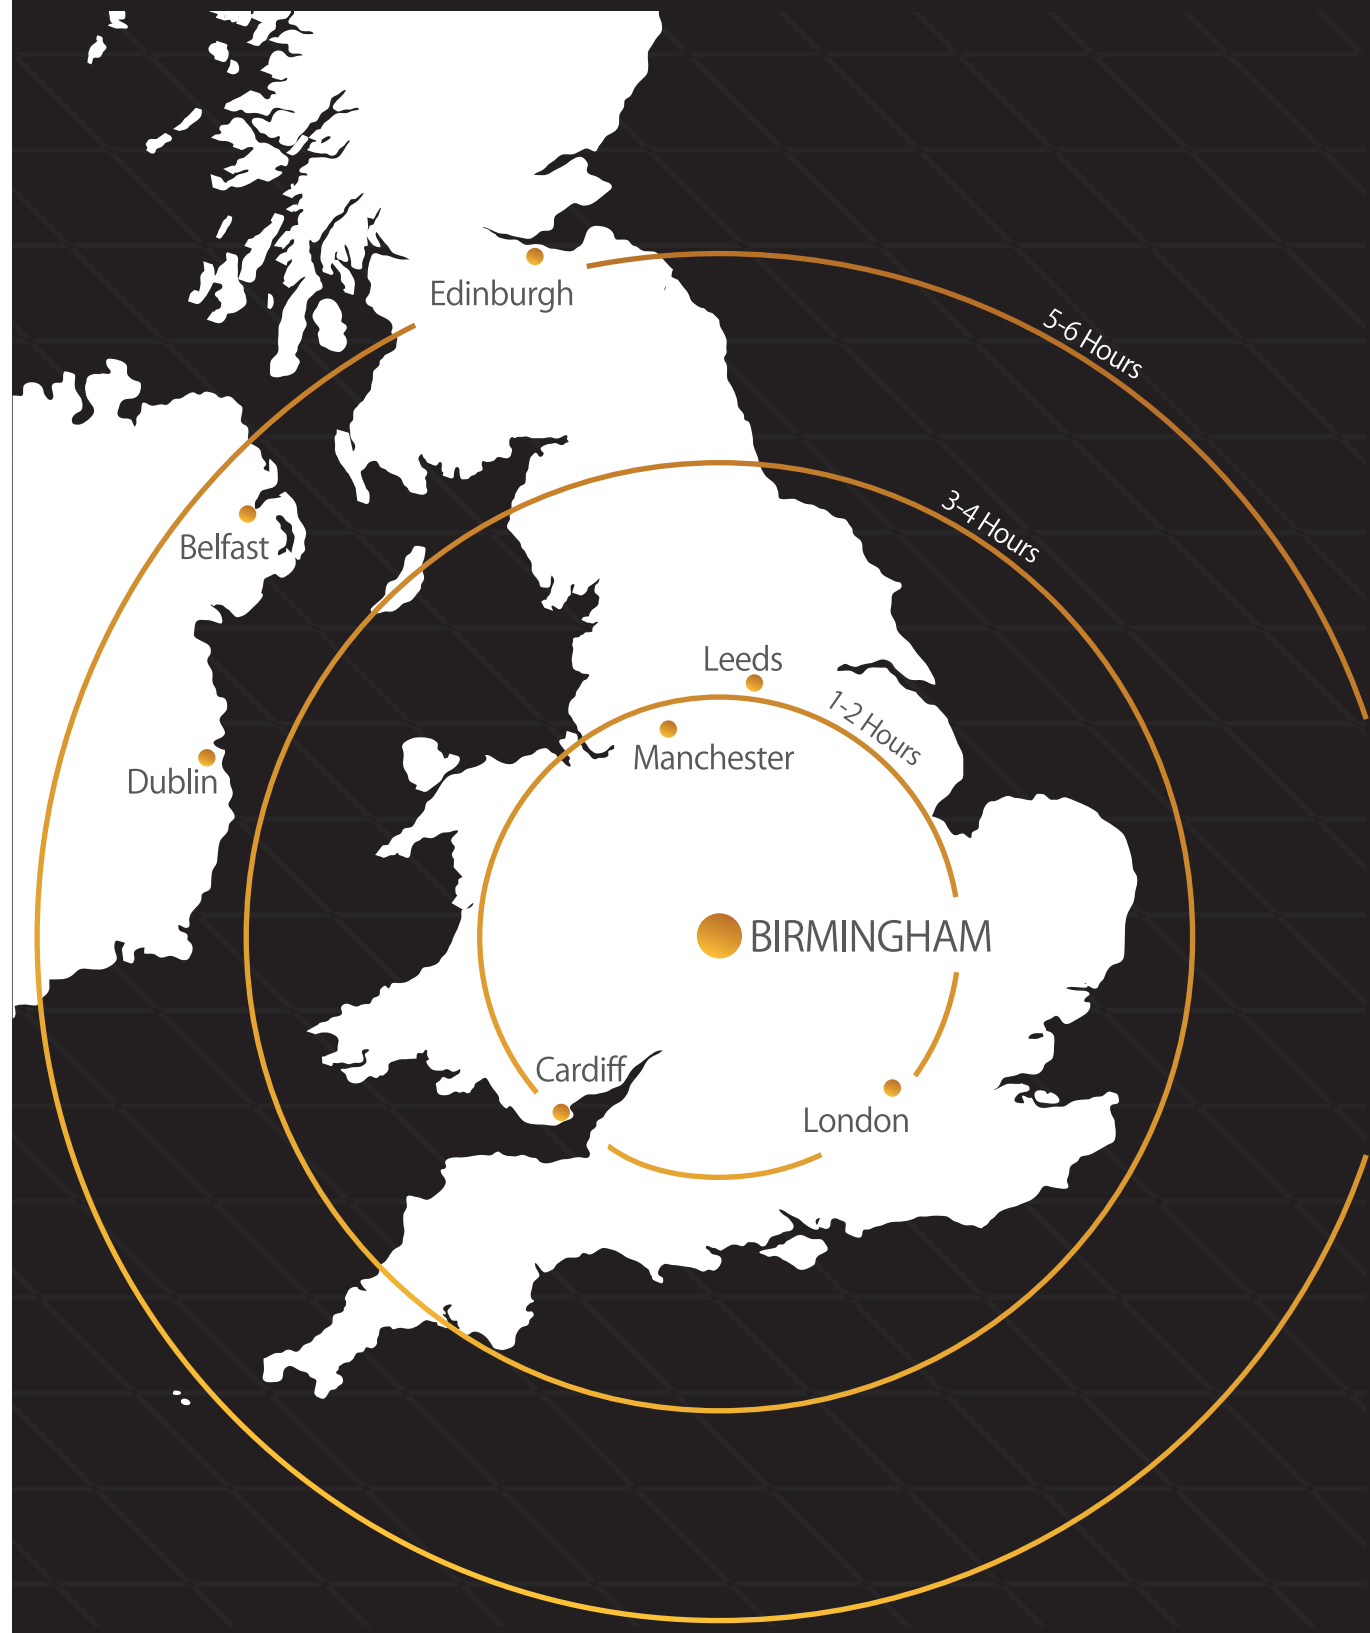 Edinburgh
5-6 Hours
3-4 Hours
Belfast
Leeds
1-2 Hours
Manchester
Dublin
BIRMINGHAM
Cardiff
London